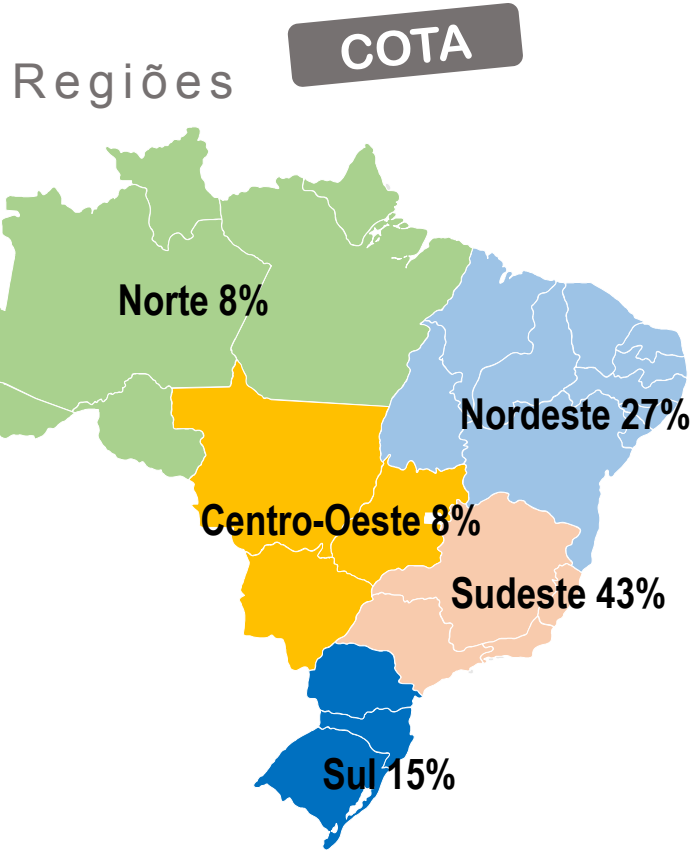 COTA
Regiões
Norte 8%
Nordeste 27%
Centro-Oeste 8%
Sudeste 43%
Sul 15%